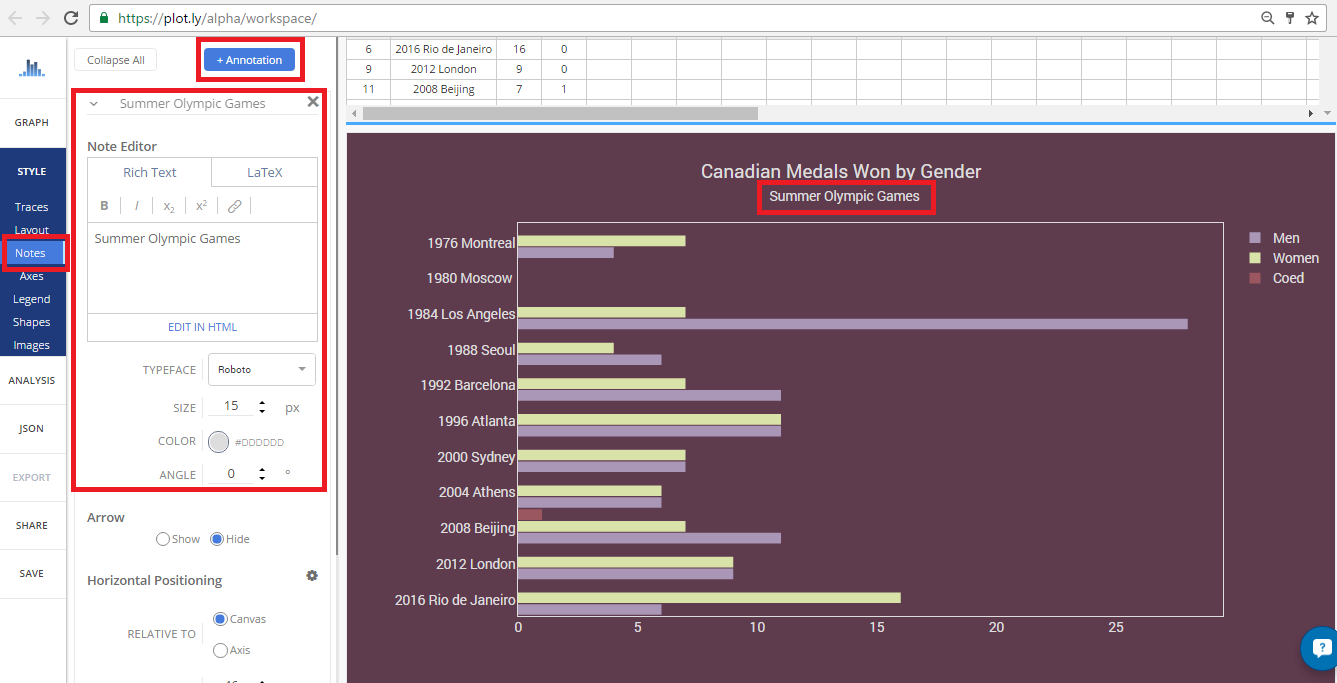 https://plot.ly/alpha/workspace/
GRAPH
STYLE
Traces
Layout
Notes
Axes
Legend
Shapes
Images
ANALYSIS
JSON
EXPORT
SHARE
SAVE
Collapse All
+ Annotation
Summer Olympic Games
Note Editor
Rich Text LaTeX
B I x2 x2
Summer Olympic Games
EDIT IN HTML
TYPEFACE Roboto
SIZE 15 px
COLOR #DDDDDD
ANGLE 0 °
Arrow
Show Hide
Horizontal Positioning
RELATIVE TO
Canvas
Axis
6 2016 Rio de Janeiro 16 0
9 2012 London 9 0
11 2008 Beijing 7 1
Canadian Medals Won by Gender
Summer Olympic Games
1976 Montreal
1980 Moscow
1984 Los Angeles
1988 Seoul
1992 Barcelona
1996 Atlanta
2000 Sydney
2004 Athens
2008 Beijing
2012 London
2016 Rio de Janeiro
0 5 10 15 20 25
Men
Women
Coed